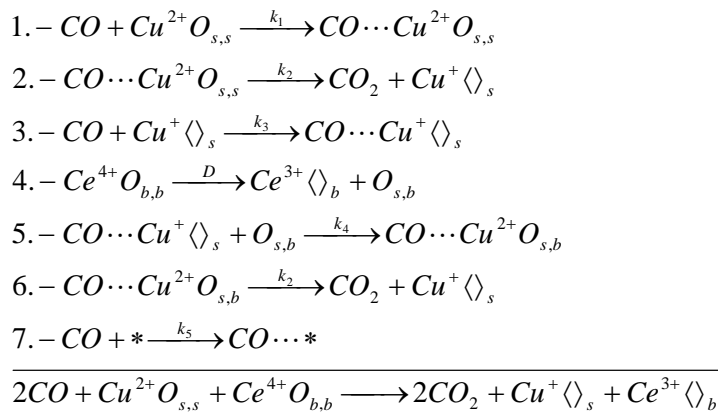 1.− CO + Cu²⁺O_{s,s} —k₁→ CO⋯Cu²⁺O_{s,s}
2.− CO⋯Cu²⁺O_{s,s} —k₂→ CO₂ + Cu⁺⟨⟩_s
3.− CO + Cu⁺⟨⟩_s —k₃→ CO⋯Cu⁺⟨⟩_s
4.− Ce⁴⁺O_{b,b} —D→ Ce³⁺⟨⟩_b + O_{s,b}
5.− CO⋯Cu⁺⟨⟩_s + O_{s,b} —k₄→ CO⋯Cu²⁺O_{s,b}
6.− CO⋯Cu²⁺O_{s,b} —k₂→ CO₂ + Cu⁺⟨⟩_s
7.− CO + * —k₅→ CO⋯*
2CO + Cu²⁺O_{s,s} + Ce⁴⁺O_{b,b} ⟶ 2CO₂ + Cu⁺⟨⟩_s + Ce³⁺⟨⟩_b